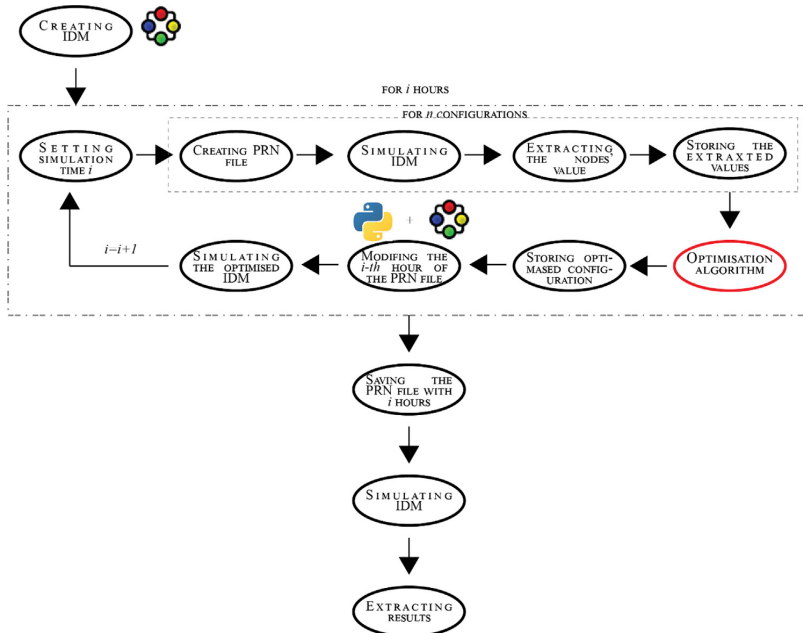 CREATING
IDM
FOR i HOURS
FOR n CONFIGURATIONS
SETTING
SIMULATION
TIME i
CREATING PRN
FILE
SIMULATING
IDM
EXTRACTING
THE NODES'
VALUE
STORING THE
EXTRAXTED
VALUES
OPTIMISATION
ALGORITHM
STORING OPTI-
MASED CONFIG-
URATION
+
MODIFING THE
i-th HOUR OF
THE PRN FILE
SIMULATING
THE OPTIMISED
IDM
i=i+1
SAVING THE
PRN FILE WITH
i HOURS
SIMULATING
IDM
EXTRACTING
RESULTS